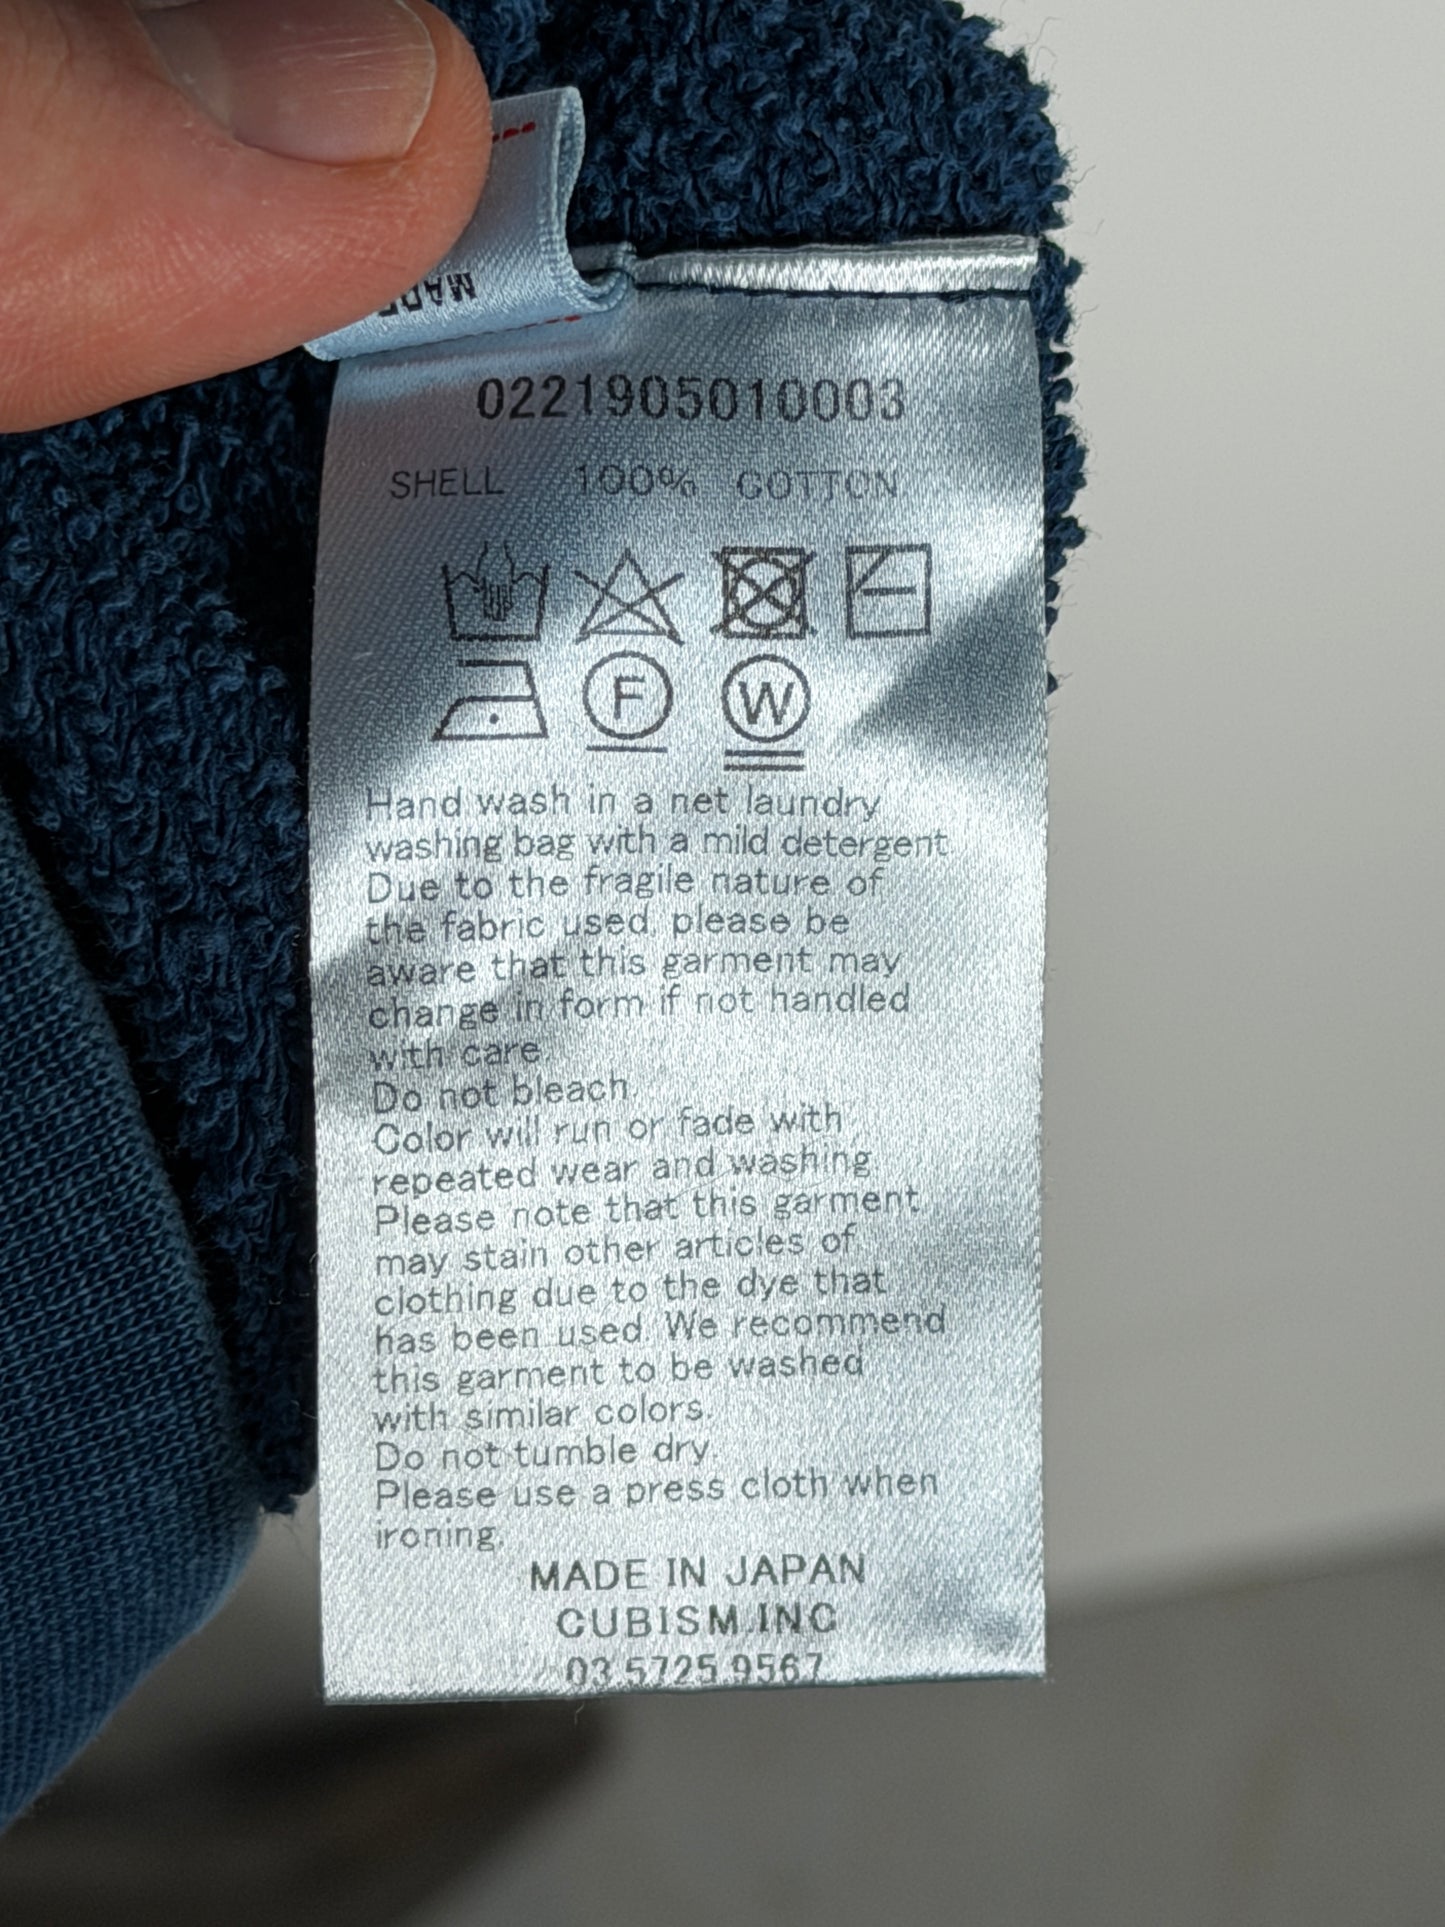 MADE
0221905010003
SHELL 100% COTTON
F W
Hand wash in a net laundry
washing bag with a mild detergent
Due to the fragile nature of
the fabric used, please be
aware that this garment may
change in form if not handled
with care.
Do not bleach.
Color will run or fade with
repeated wear and washing.
Please note that this garment
may stain other articles of
clothing due to the dye that
has been used. We recommend
this garment to be washed
with similar colors.
Do not tumble dry.
Please use a press cloth when
ironing.
MADE IN JAPAN
CUBISM.INC
03 5725 9567